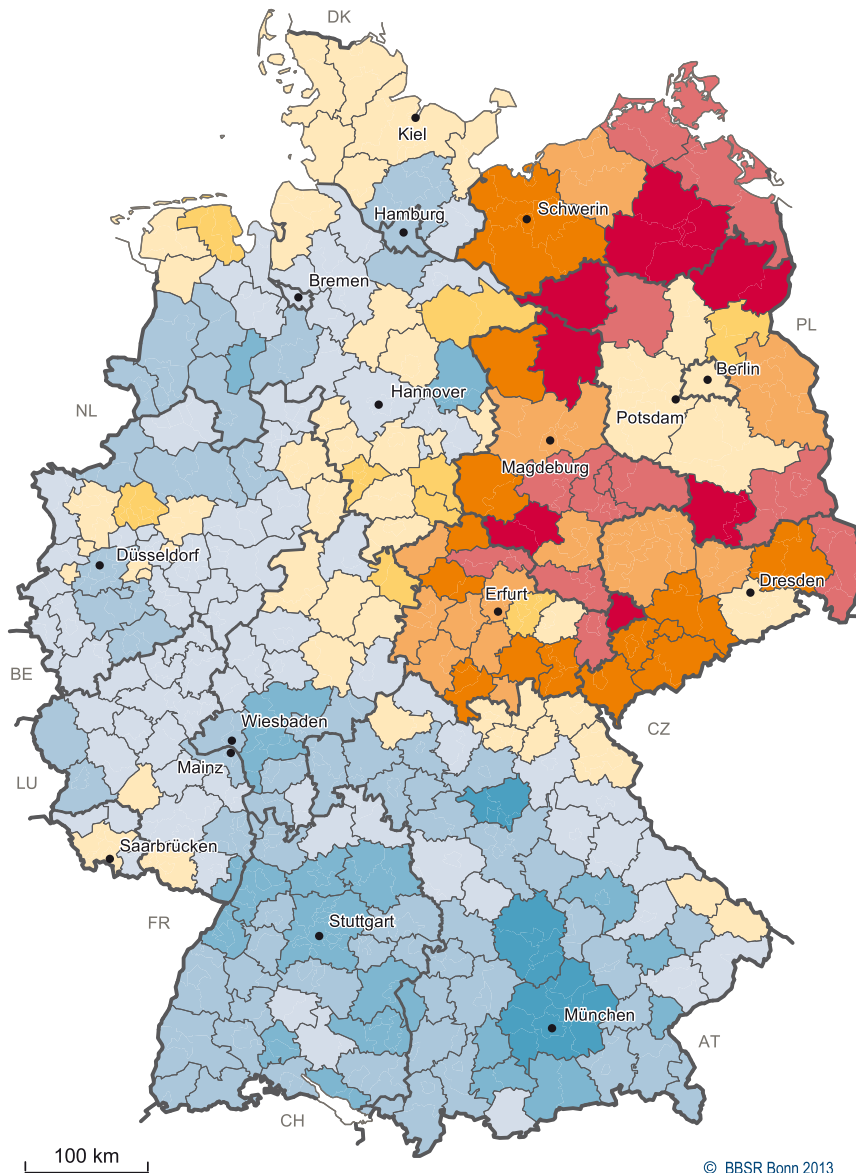 DK
Kiel
Schwerin
Hamburg
Bremen
PL
Berlin
Hannover
Potsdam
NL
Magdeburg
Düsseldorf
Dresden
Erfurt
BE
Wiesbaden
CZ
Mainz
LU
Saarbrücken
FR
Stuttgart
München
AT
CH
100 km
© BBSR Bonn 2013